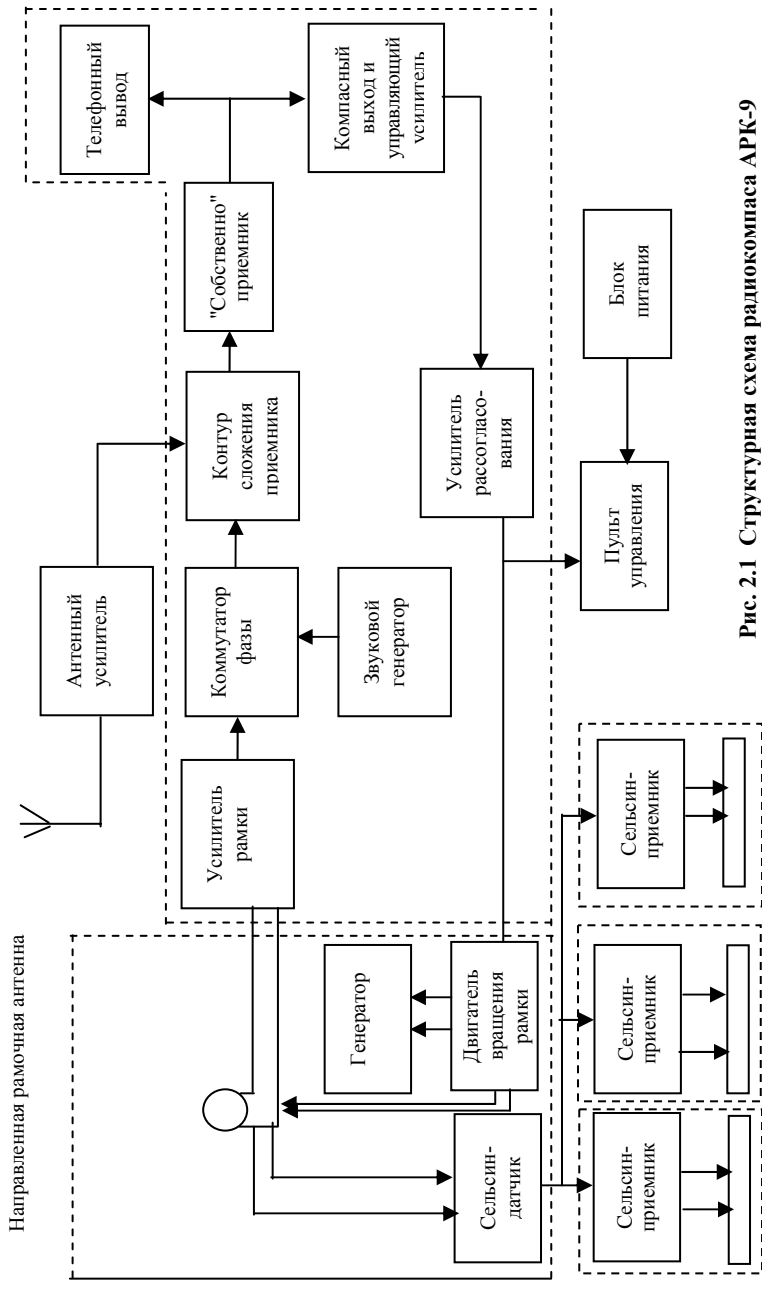 Направленная рамочная антенна
Антенный
усилитель
Телефонный
вывод
Усилитель
рамки
Коммутатор
фазы
Контур
сложения
приемника
"Собственно"
приемник
Звуковой
генератор
Компасный
выход и
управляющий
усилитель
Генератор
Двигатель
вращения
рамки
Усилитель
рассогласо-
вания
Сельсин-
датчик
Сельсин-
приемник
Сельсин-
приемник
Сельсин-
приемник
Пульт
управления
Блок
питания
Рис. 2.1 Структурная схема радиокомпаса АРК-9